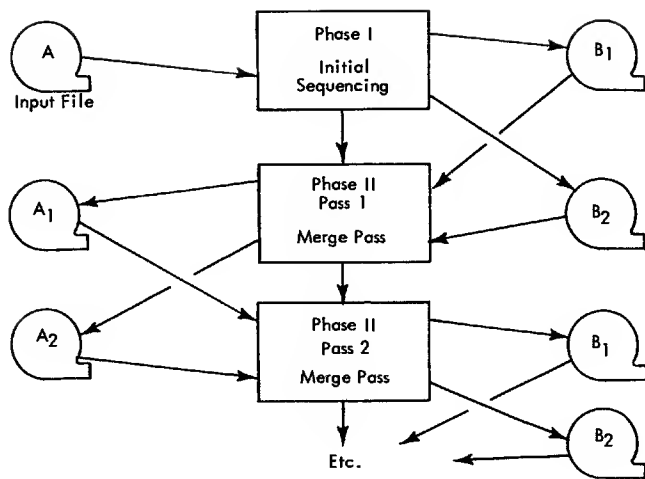 A
Input File
Phase I
Initial
Sequencing
B1
A1
Phase II
Pass 1
Merge Pass
B2
A2
Phase II
Pass 2
Merge Pass
B1
B2
Etc.